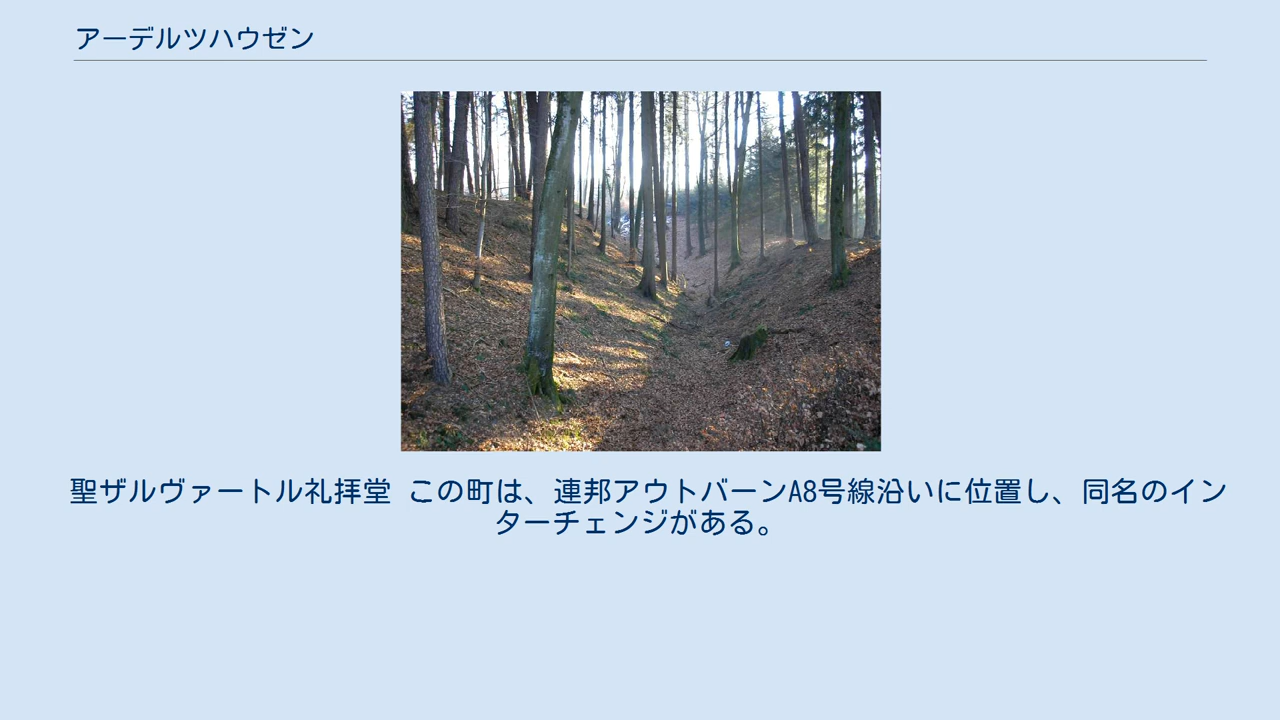 アーデルツハウゼン
聖ザルヴァートル礼拝堂 この町は、連邦アウトバーンA8号線沿いに位置し、同名のイン
ターチェンジがある。